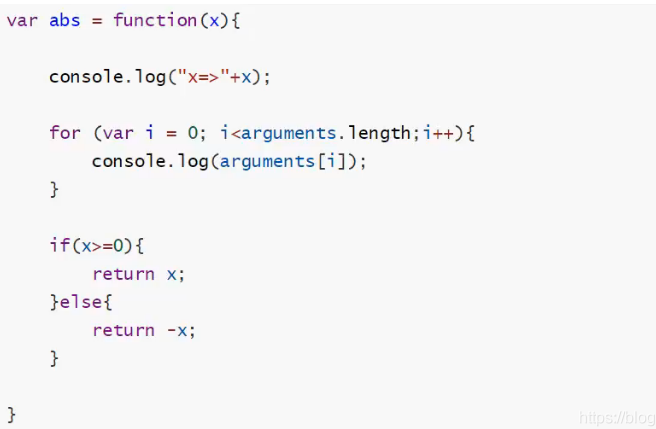 var abs = function(x){
console.log("x=>"+x);
for (var i = 0; i<arguments.length;i++){
console.log(arguments[i]);
}
if(x>=0){
return x;
}else{
return -x;
}
}
https://blog